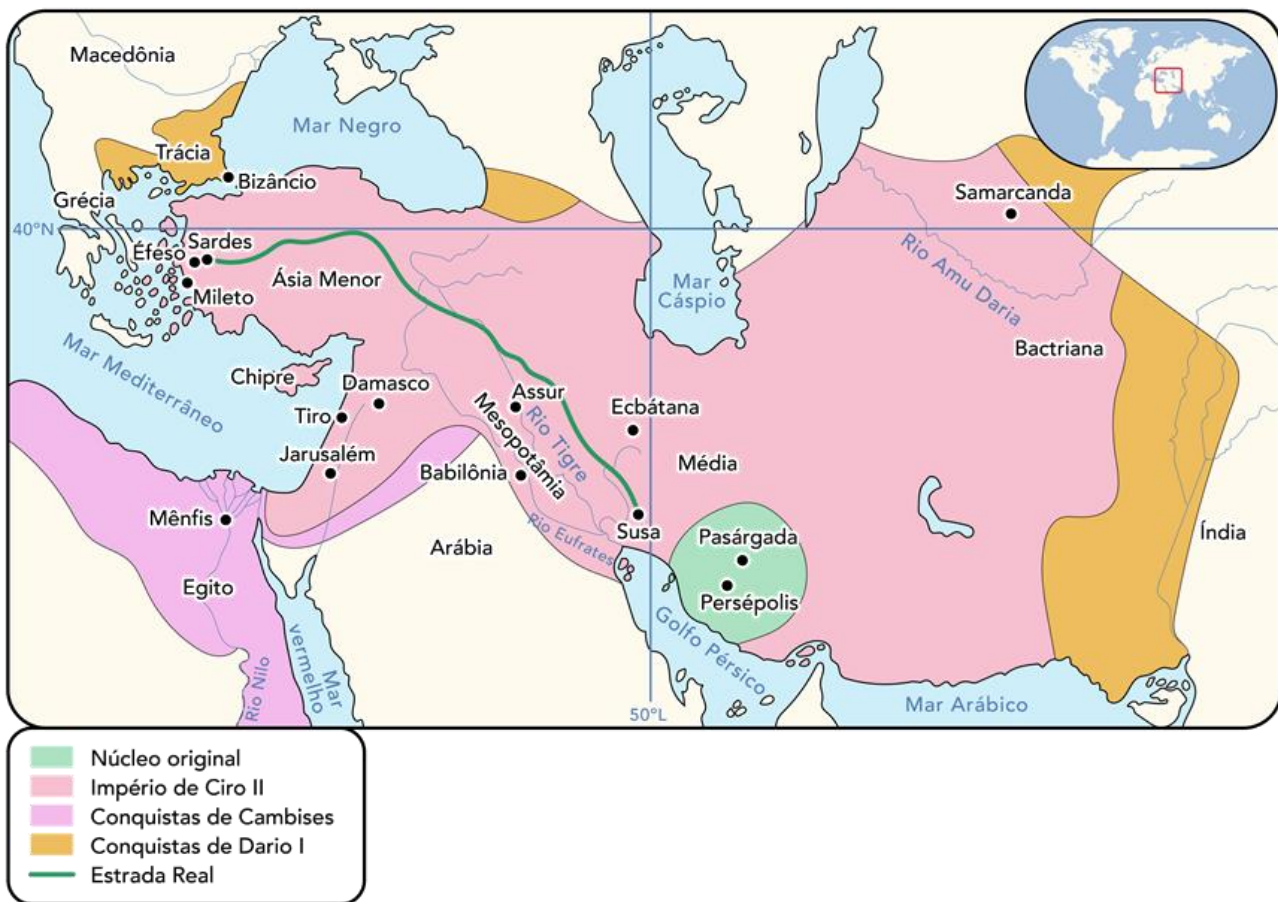 Macedônia
Mar Negro
Trácia
Bizâncio
Samarcanda
Grécia
40°N
Sardes
Éfeso
Ásia Menor
Mileto
Rio Amu Daria
Mar
Cáspio
Bactriana
Mar Mediterrâneo
Chipre
Damasco
Assur
Ecbátana
Tiro
Mesopotâmia
Rio Tigre
Jarusalém
Babilônia
Média
Mênfis
Susa
Pasárgada
Índia
Arábia
Rio Eufrates
Egito
Persépolis
Golfo Pérsico
Rio Nilo
Mar
vermelho
50°L
Mar Arábico
Núcleo original
Império de Ciro II
Conquistas de Cambises
Conquistas de Dario I
Estrada Real